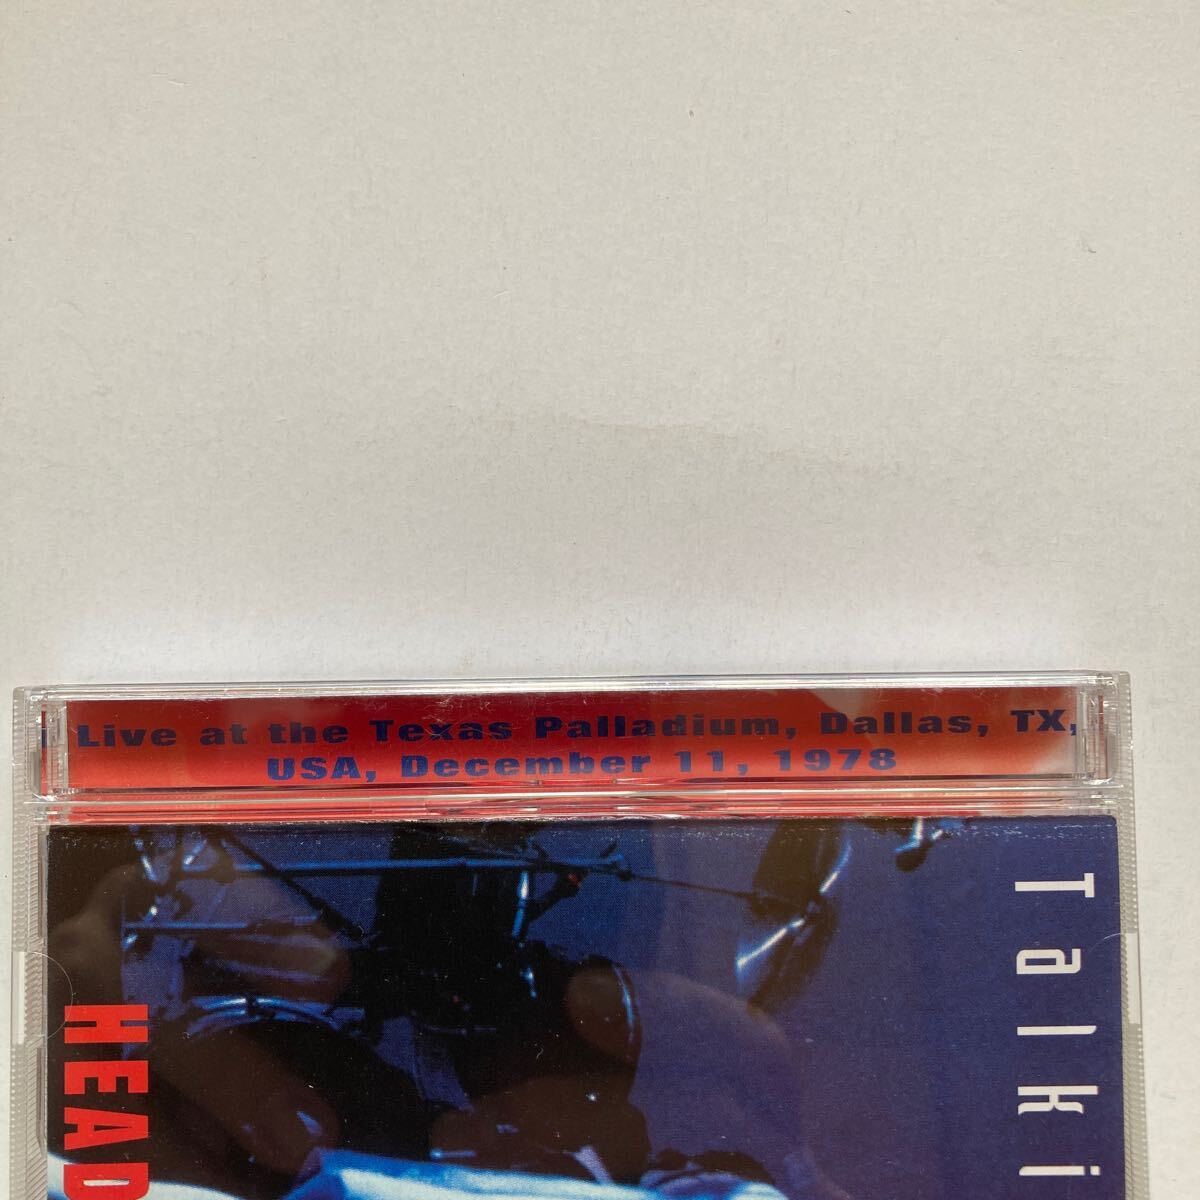 Live at the Texas Palladium, Dallas, TX,
USA, December 11, 1978
Talki
HEAD